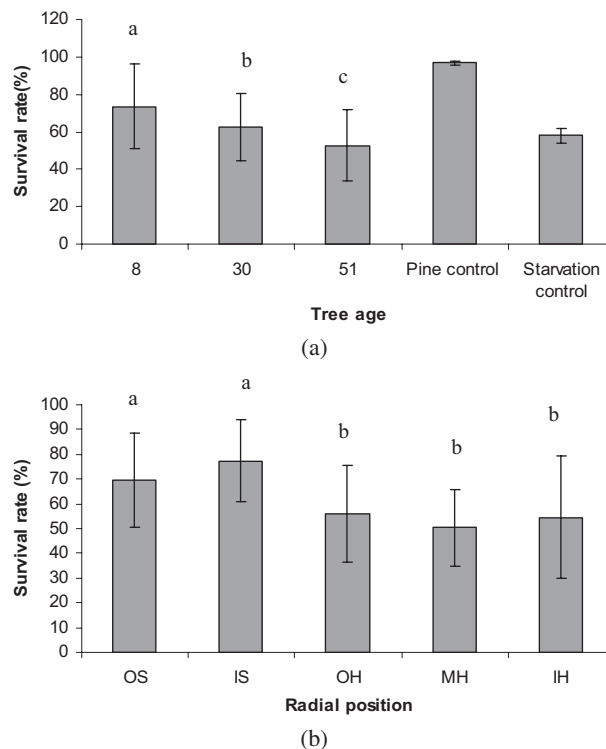 a
b
c
120
100
80
60
40
20
0
Survival rate(%)
8 30 51 Pine control Starvation
control
Tree age
(a)
a a b b b
100
90
80
70
60
50
40
30
20
10
0
Survival rate (%)
OS IS OH MH IH
Radial position
(b)